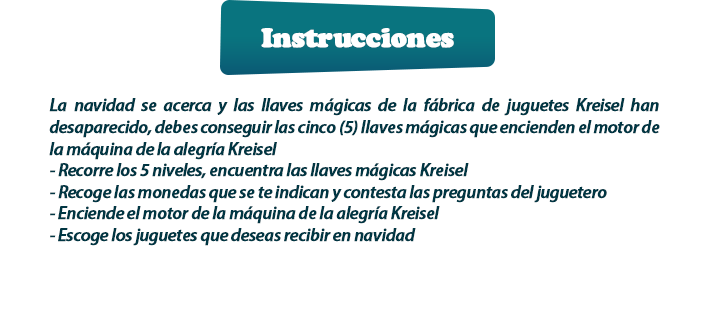 Instrucciones
La navidad se acerca y las llaves mágicas de la fábrica de juguetes Kreisel han
desaparecido, debes conseguir las cinco (5) llaves mágicas que encienden el motor de
la máquina de la alegría Kreisel
- Recorre los 5 niveles, encuentra las llaves mágicas Kreisel
- Recoge las monedas que se te indican y contesta las preguntas del juguetero
- Enciende el motor de la máquina de la alegría Kreisel
- Escoge los juguetes que deseas recibir en navidad